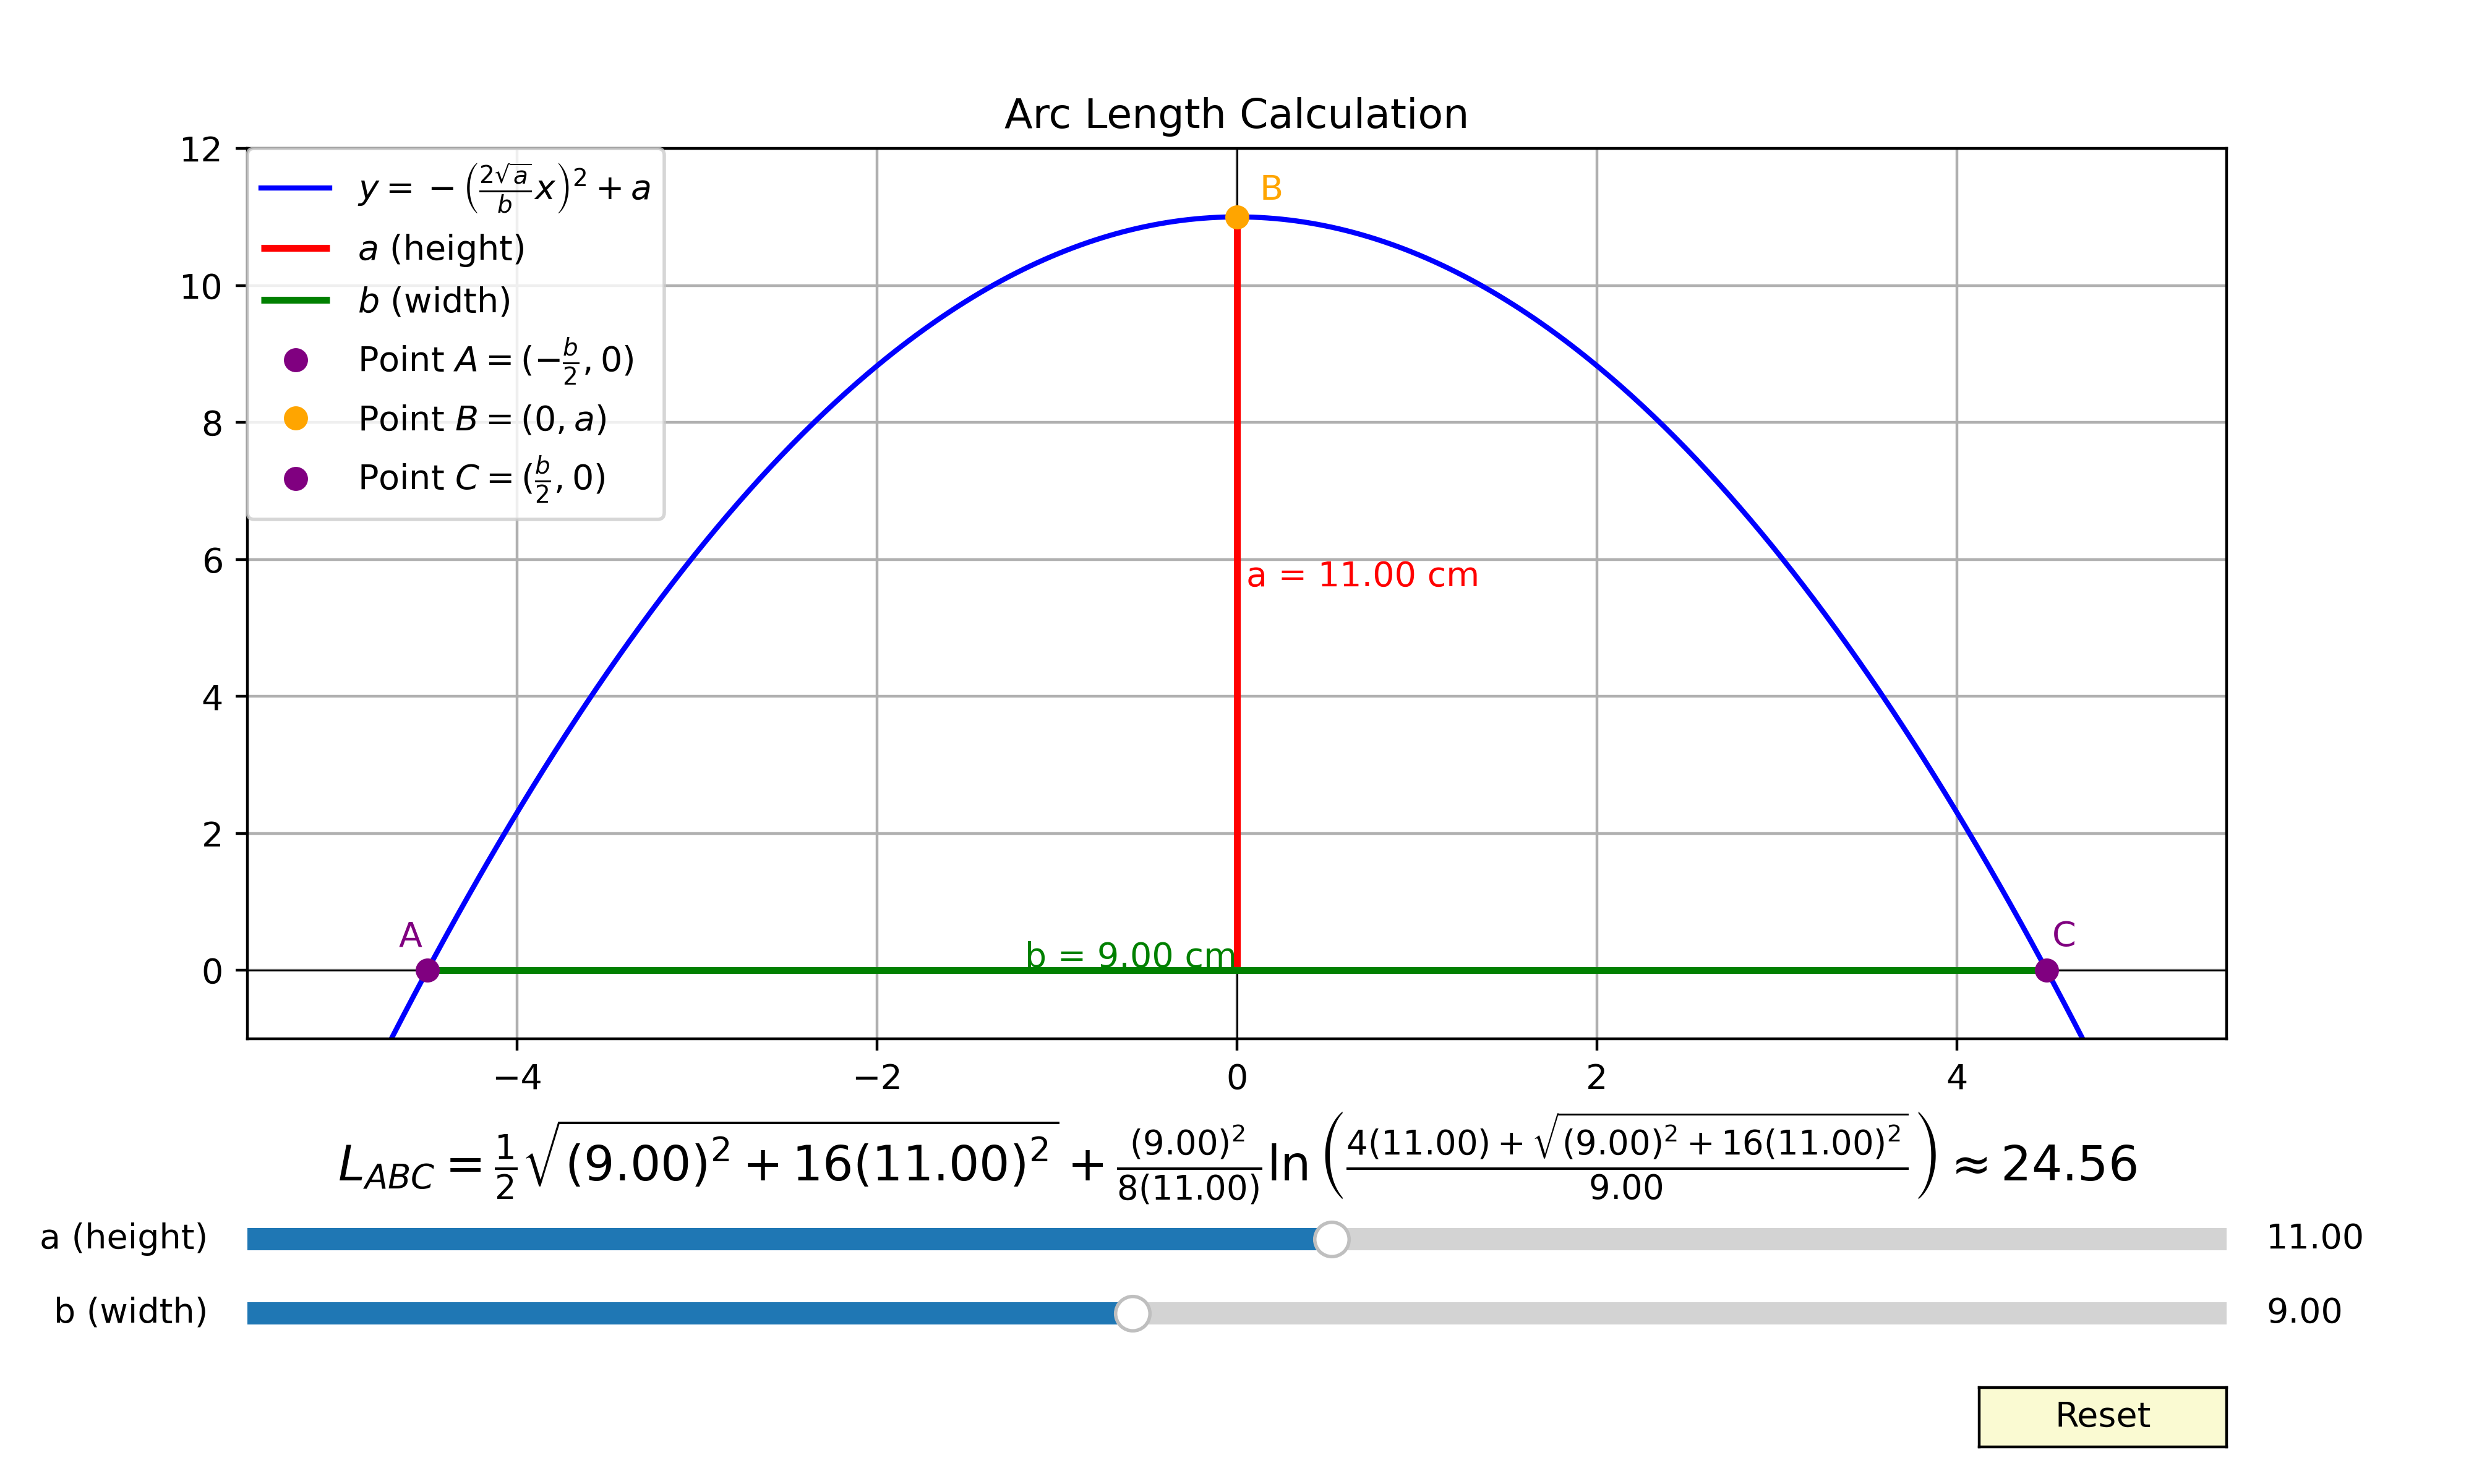 Arc Length Calculation
12
10
8
6
4
2
0
y = −(2√a/b x)² + a
a (height)
b (width)
Point A = (−b/2, 0)
Point B = (0, a)
Point C = (b/2, 0)
B
a = 11.00 cm
A
b = 9.00 cm
C
−4 −2 0 2 4
L_ABC = 1/2 √((9.00)² + 16(11.00)²) + (9.00)²/8(11.00) ln((4(11.00) + √((9.00)² + 16(11.00)²))/9.00) ≈ 24.56
a (height) 11.00
b (width) 9.00
Reset